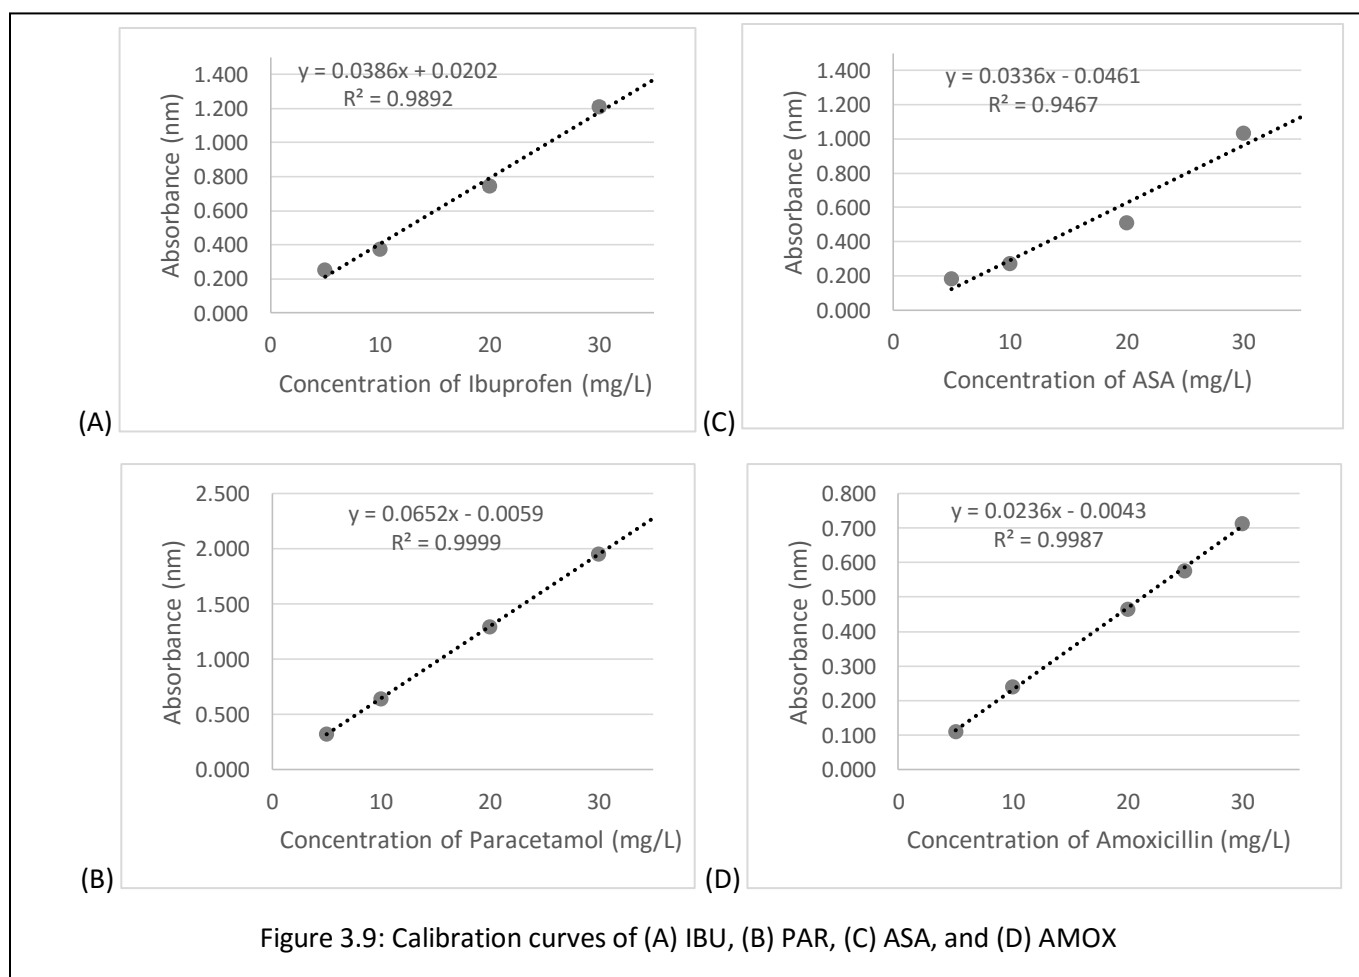 y = 0.0386x + 0.0202
R² = 0.9892
1.400
1.200
1.000
0.800
0.600
0.400
0.200
0.000
Absorbance (nm)
0 10 20 30
Concentration of Ibuprofen (mg/L)
(A)
y = 0.0336x - 0.0461
R² = 0.9467
1.400
1.200
1.000
0.800
0.600
0.400
0.200
0.000
Absorbance (nm)
0 10 20 30
Concentration of ASA (mg/L)
(C)
y = 0.0652x - 0.0059
R² = 0.9999
2.500
2.000
1.500
1.000
0.500
0.000
Absorbance (nm)
0 10 20 30
Concentration of Paracetamol (mg/L)
(B)
y = 0.0236x - 0.0043
R² = 0.9987
0.800
0.700
0.600
0.500
0.400
0.300
0.200
0.100
0.000
Absorbance (nm)
0 10 20 30
Concentration of Amoxicillin (mg/L)
(D)
Figure 3.9: Calibration curves of (A) IBU, (B) PAR, (C) ASA, and (D) AMOX